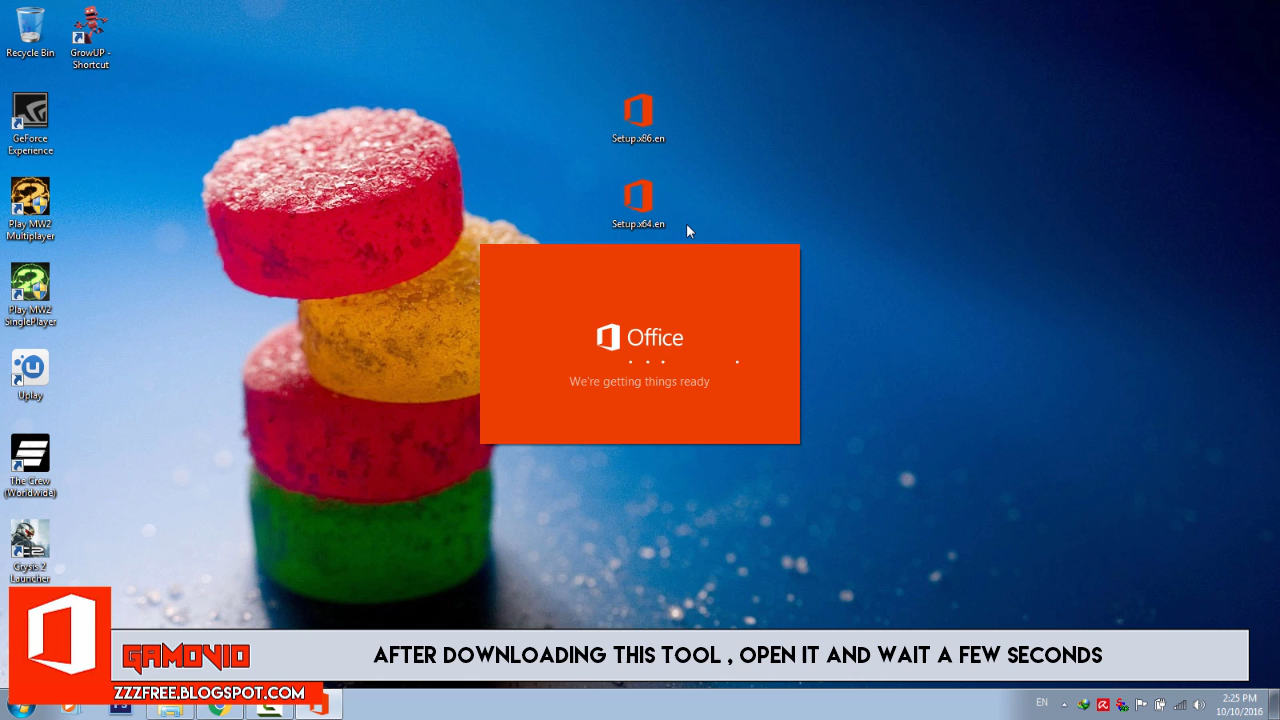 Recycle Bin
GrowUP -
Shortcut
GeForce
Experience
Play MW2
Multiplayer
Play MW2
SinglePlayer
Uplay
The Crew
(Worldwide)
Crysis 2
Launcher
Setup.x86.en
Setup.x64.en
Office
We're getting things ready
GAMOVIO
AFTER DOWNLOADING THIS TOOL , OPEN IT AND WAIT A FEW SECONDS
ZZZFREE.BLOGSPOT.COM
EN
2:25 PM
10/10/2016